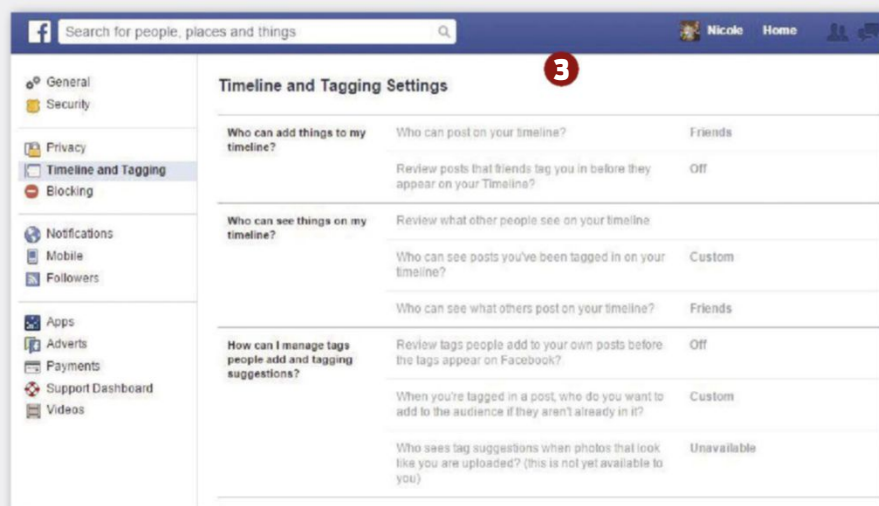 f
Search for people, places and things
Nicole
Home
3
General
Security
Privacy
Timeline and Tagging
Blocking
Notifications
Mobile
Followers
Apps
Adverts
Payments
Support Dashboard
Videos
Timeline and Tagging Settings
Who can add things to my
timeline?
Who can post on your timeline?
Friends
Review posts that friends tag you in before they
appear on your Timeline?
Off
Who can see things on my
timeline?
Review what other people see on your timeline
Who can see posts you've been tagged in on your
timeline?
Custom
Who can see what others post on your timeline?
Friends
How can I manage tags
people add and tagging
suggestions?
Review tags people add to your own posts before
the tags appear on Facebook?
Off
When you're tagged in a post, who do you want to
add to the audience if they aren't already in it?
Custom
Who sees tag suggestions when photos that look
like you are uploaded? (this is not yet available to
you)
Unavailable